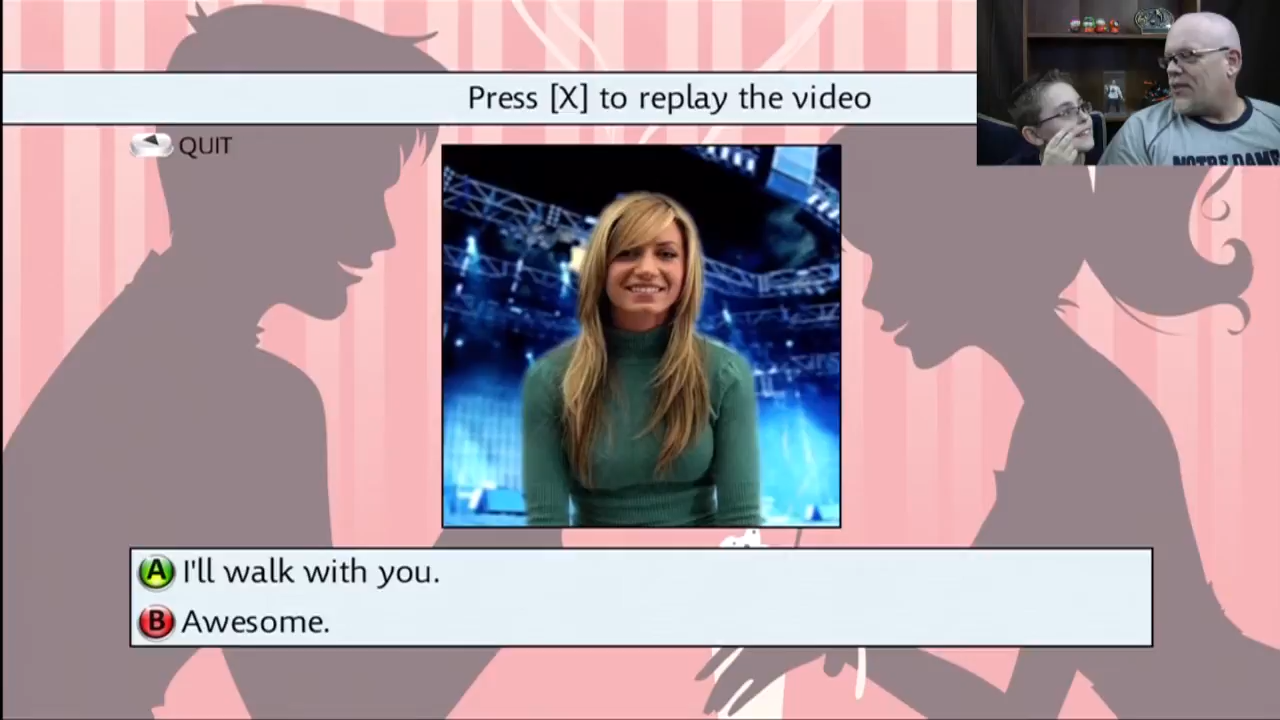 Press [X] to replay the video
QUIT
NOTRE DAME
A I'll walk with you.
B Awesome.